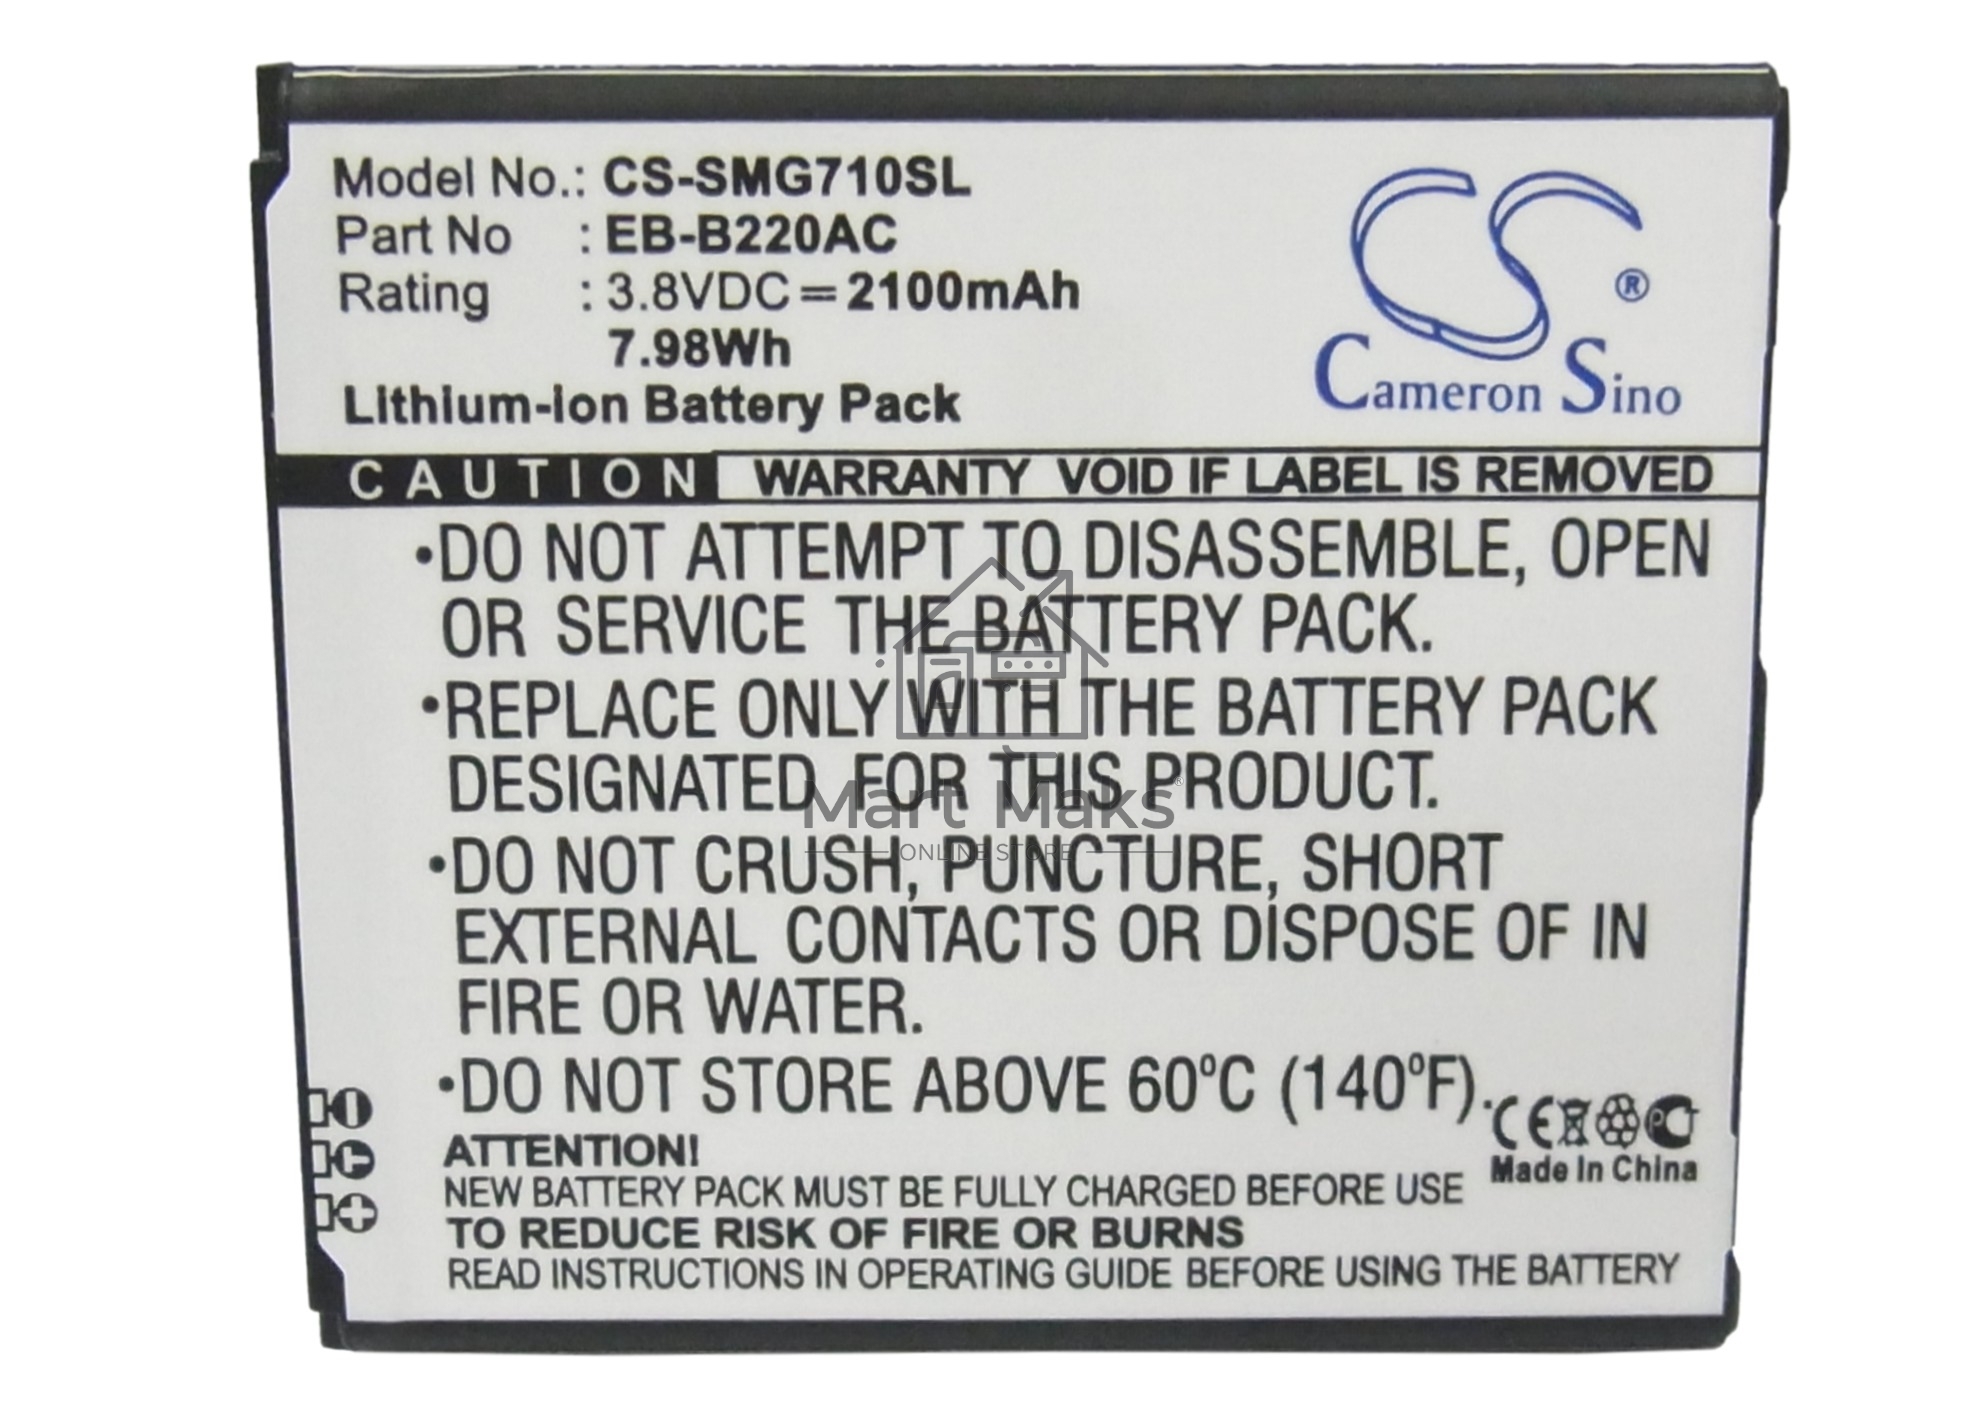 Model No.: CS-SMG710SL
Part No : EB-B220AC
Rating : 3.8VDC = 2100mAh
7.98Wh
Lithium-ion Battery Pack
CS ®
Cameron Sino
CAUTION WARRANTY VOID IF LABEL IS REMOVED
•DO NOT ATTEMPT TO DISASSEMBLE, OPEN
OR SERVICE THE BATTERY PACK.
•REPLACE ONLY WITH THE BATTERY PACK
DESIGNATED FOR THIS PRODUCT.
Mart Maks®
ONLINE STORE
•DO NOT CRUSH, PUNCTURE, SHORT
EXTERNAL CONTACTS OR DISPOSE OF IN
FIRE OR WATER.
•DO NOT STORE ABOVE 60°C (140°F).
CE PCT
Made In China
ATTENTION!
NEW BATTERY PACK MUST BE FULLY CHARGED BEFORE USE
TO REDUCE RISK OF FIRE OR BURNS
READ INSTRUCTIONS IN OPERATING GUIDE BEFORE USING THE BATTERY